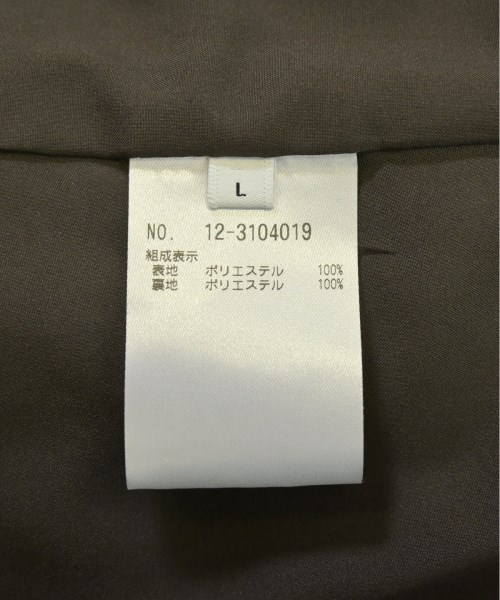 L
NO. 12-3104019
組成表示
表地 ポリエステル 100%
裏地 ポリエステル 100%